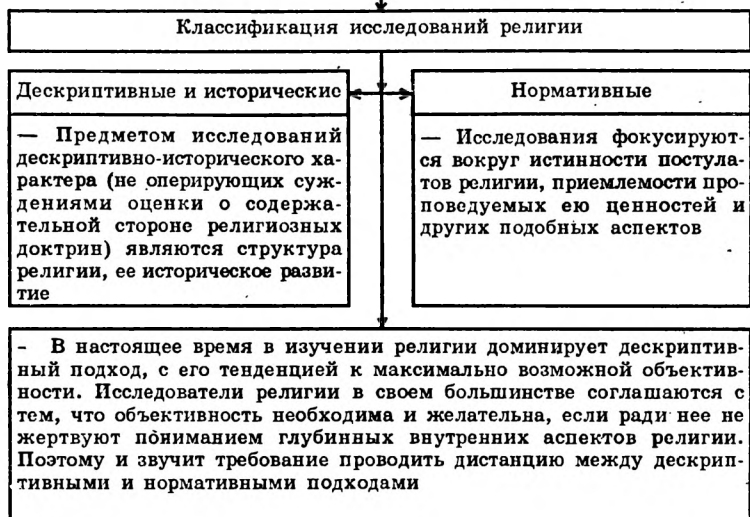 Классификация исследований религии
Дескриптивные и исторические
— Предметом исследований
дескриптивно-исторического ха-
рактера (не оперирующих суж-
дениями оценки о содержа-
тельной стороне религиозных
доктрин) являются структура
религии, ее историческое разви-
тие
Нормативные
— Исследования фокусируют-
ся вокруг истинности постула-
тов религии, приемлемости про-
поведуемых ею ценностей и
других подобных аспектов
- В настоящее время в изучении религии доминирует дескриптив-
ный подход, с его тенденцией к максимально возможной объектив-
ности. Исследователи религии в своем большинстве соглашаются с
тем, что объективность необходима и желательна, если ради нее не
жертвуют пониманием глубинных внутренних аспектов религии.
Поэтому и звучит требование проводить дистанцию между дескрип-
тивными и нормативными подходами